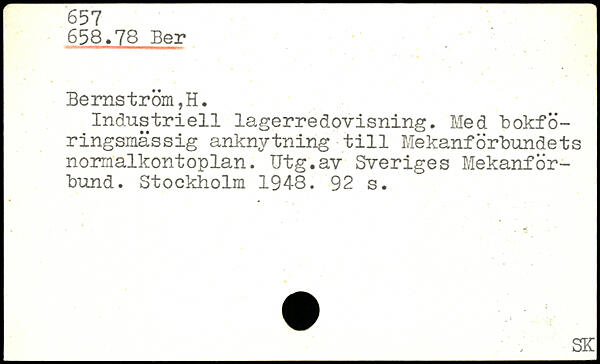 657
658.78 Ber
Bernström,H.
Industriell lagerredovisning. Med bokfö-
ringsmässig anknytning till Mekanförbundets
normalkontoplan. Utg.av Sveriges Mekanför-
bund. Stockholm 1948. 92 s.
SK